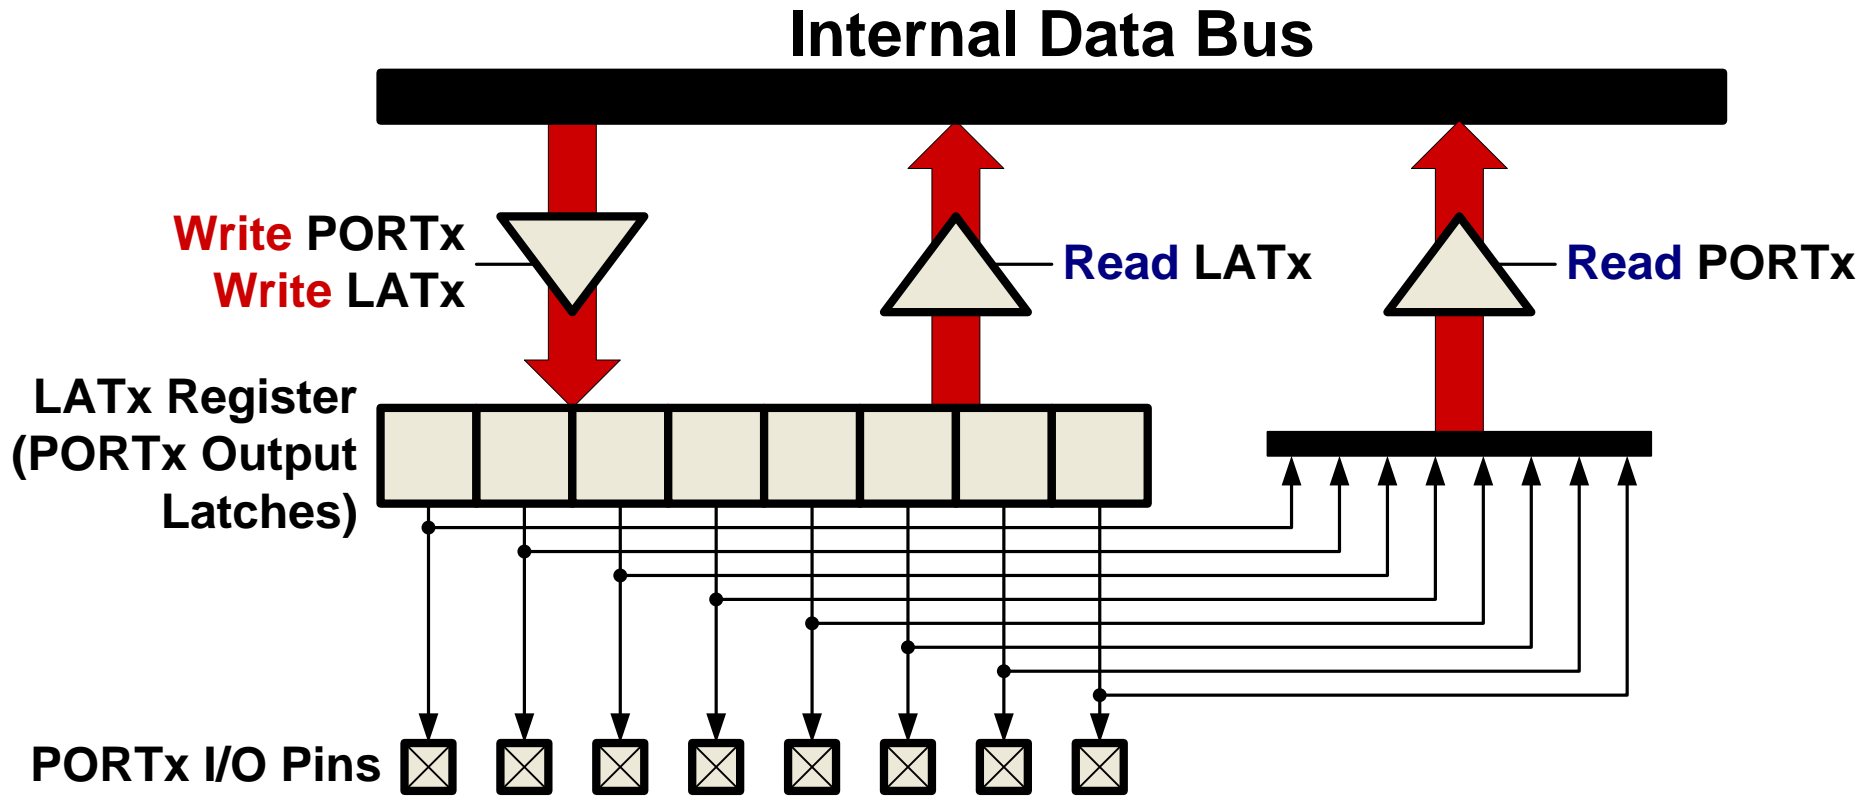 Internal Data Bus
Write PORTx
Write LATx
Read LATx
Read PORTx
LATx Register
(PORTx Output
Latches)
PORTx I/O Pins